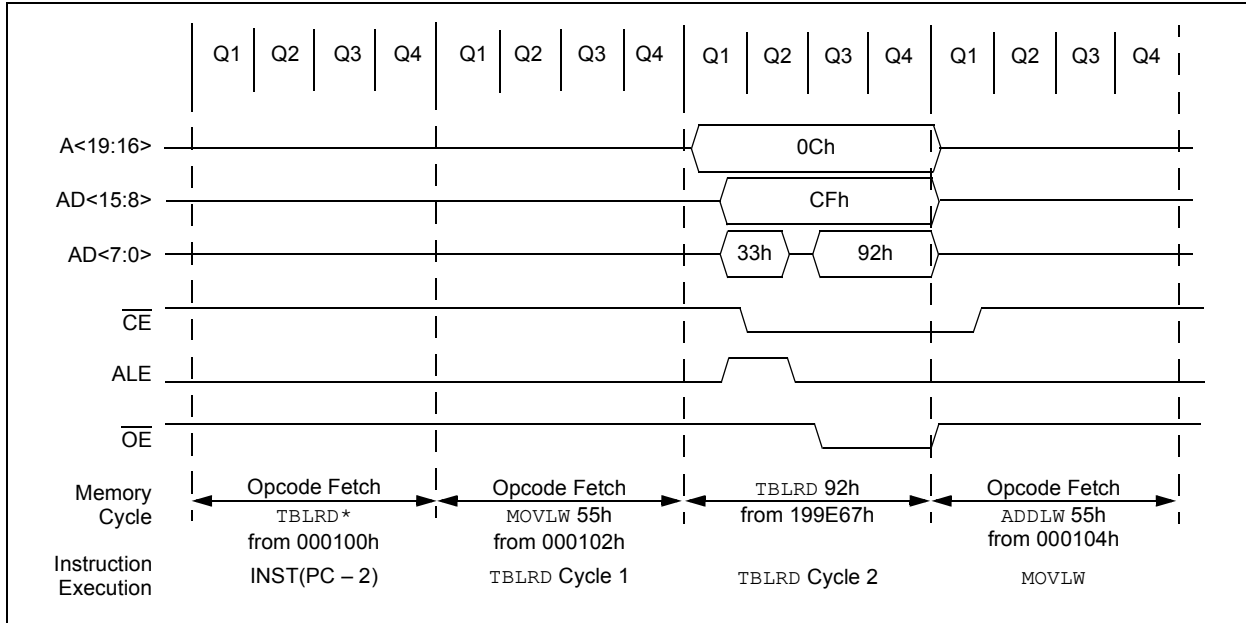 Q1 Q2 Q3 Q4 Q1 Q2 Q3 Q4 Q1 Q2 Q3 Q4 Q1 Q2 Q3 Q4
A<19:16> 0Ch
AD<15:8> CFh
AD<7:0> 33h 92h
CE
ALE
OE
Memory Cycle
Opcode Fetch
TBLRD*
from 000100h
Opcode Fetch
MOVLW 55h
from 000102h
TBLRD 92h
from 199E67h
Opcode Fetch
ADDLW 55h
from 000104h
Instruction Execution
INST(PC – 2)
TBLRD Cycle 1
TBLRD Cycle 2
MOVLW